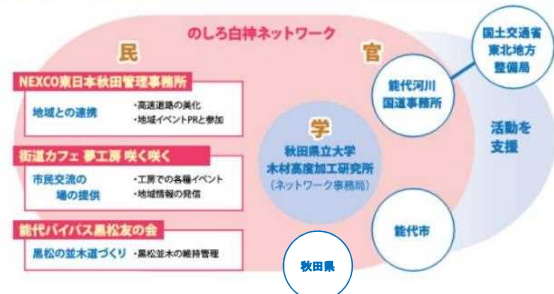 のしろ白神ネットワーク
民
官
学
NEXCO東日本秋田管理事務所
地域との連携
・高速道路の美化
・地域イベントPRと参加
街道カフェ 夢工房 咲く咲く
市民交流の
場の提供
・工房での各種イベント
・地域情報の発信
能代バイパス黒松友の会
黒松の並木道づくり
・黒松並木の維持管理
秋田県立大学
木材高度加工研究所
（ネットワーク事務局）
能代河川
国道事務所
国土交通省
東北地方
整備局
活動を
支援
能代市
秋田県